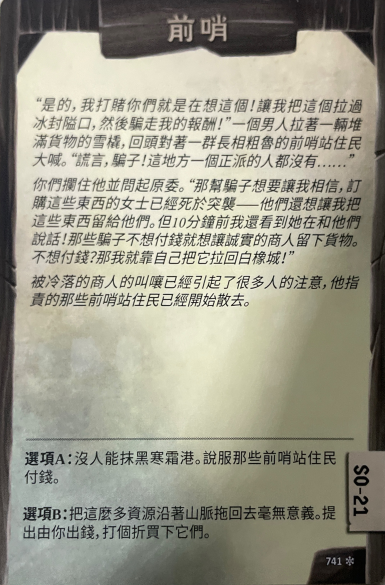 前哨
“是的，我打賭你們就是在想這個！讓我把這個拉過
冰封隘口，然後騙走我的報酬！”一個男人拉著一輛堆
滿貨物的雪橇，回頭對著一群長相粗魯的前哨站住民
大喊。“謊言，騙子！這地方一個正派的人都沒有……”
你們攔住他並問起原委。“那幫騙子想要讓我相信，訂
購這些東西的女士已經死於突襲——他們還想讓我把
這些東西留給他們。但10分鐘前我還看到她在和他們
說話！那些騙子不想付錢就想讓誠實的商人留下貨物。
不想付錢？那我就靠自己把它拉回白橡城！”
被冷落的商人的叫嚷已經引起了很多人的注意，他指
責的那些前哨站住民已經開始散去。
選項A：沒人能抹黑寒霜港。說服那些前哨站住民
付錢。
選項B：把這麼多資源沿著山脈拖回去毫無意義。提
出由你出錢，打個折買下它們。
SO-21
741